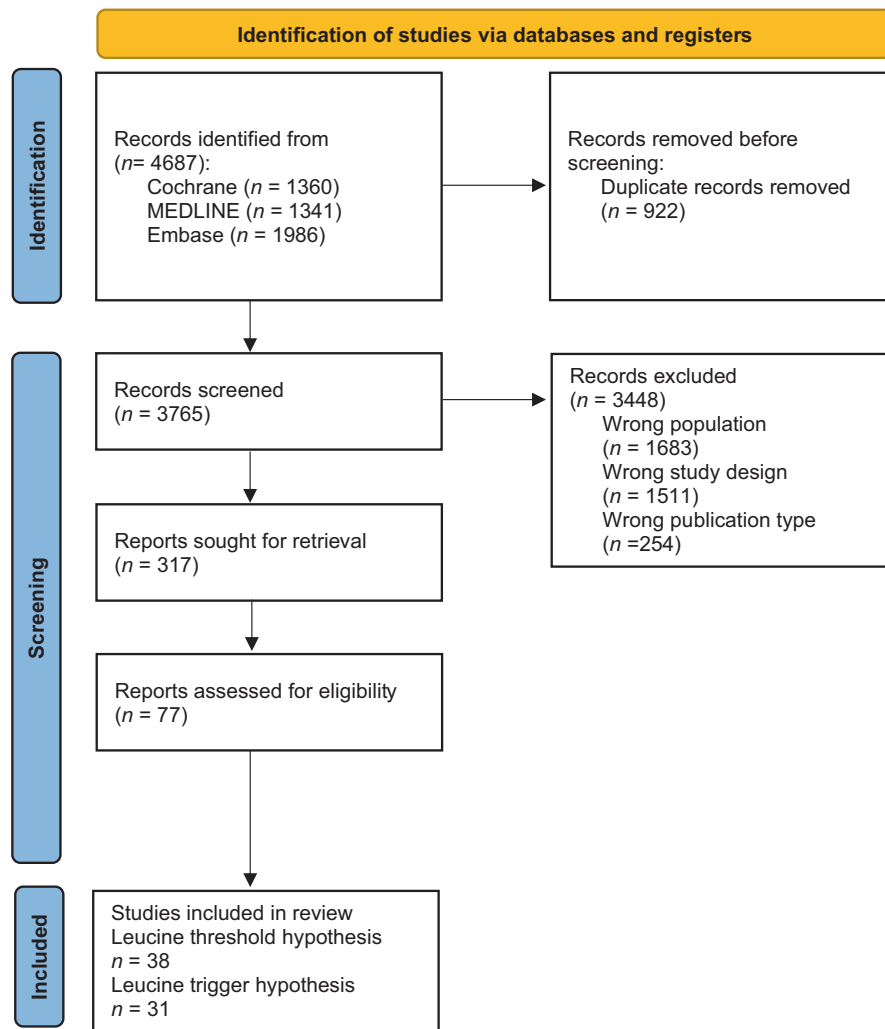 Identification of studies via databases and registers
Identification
Records identified from
(n= 4687):
Cochrane (n = 1360)
MEDLINE (n = 1341)
Embase (n = 1986)
Records removed before
screening:
Duplicate records removed
(n = 922)
Screening
Records screened
(n = 3765)
Records excluded
(n = 3448)
Wrong population
(n = 1683)
Wrong study design
(n = 1511)
Wrong publication type
(n =254)
Reports sought for retrieval
(n = 317)
Reports assessed for eligibility
(n = 77)
Included
Studies included in review
Leucine threshold hypothesis
n = 38
Leucine trigger hypothesis
n = 31